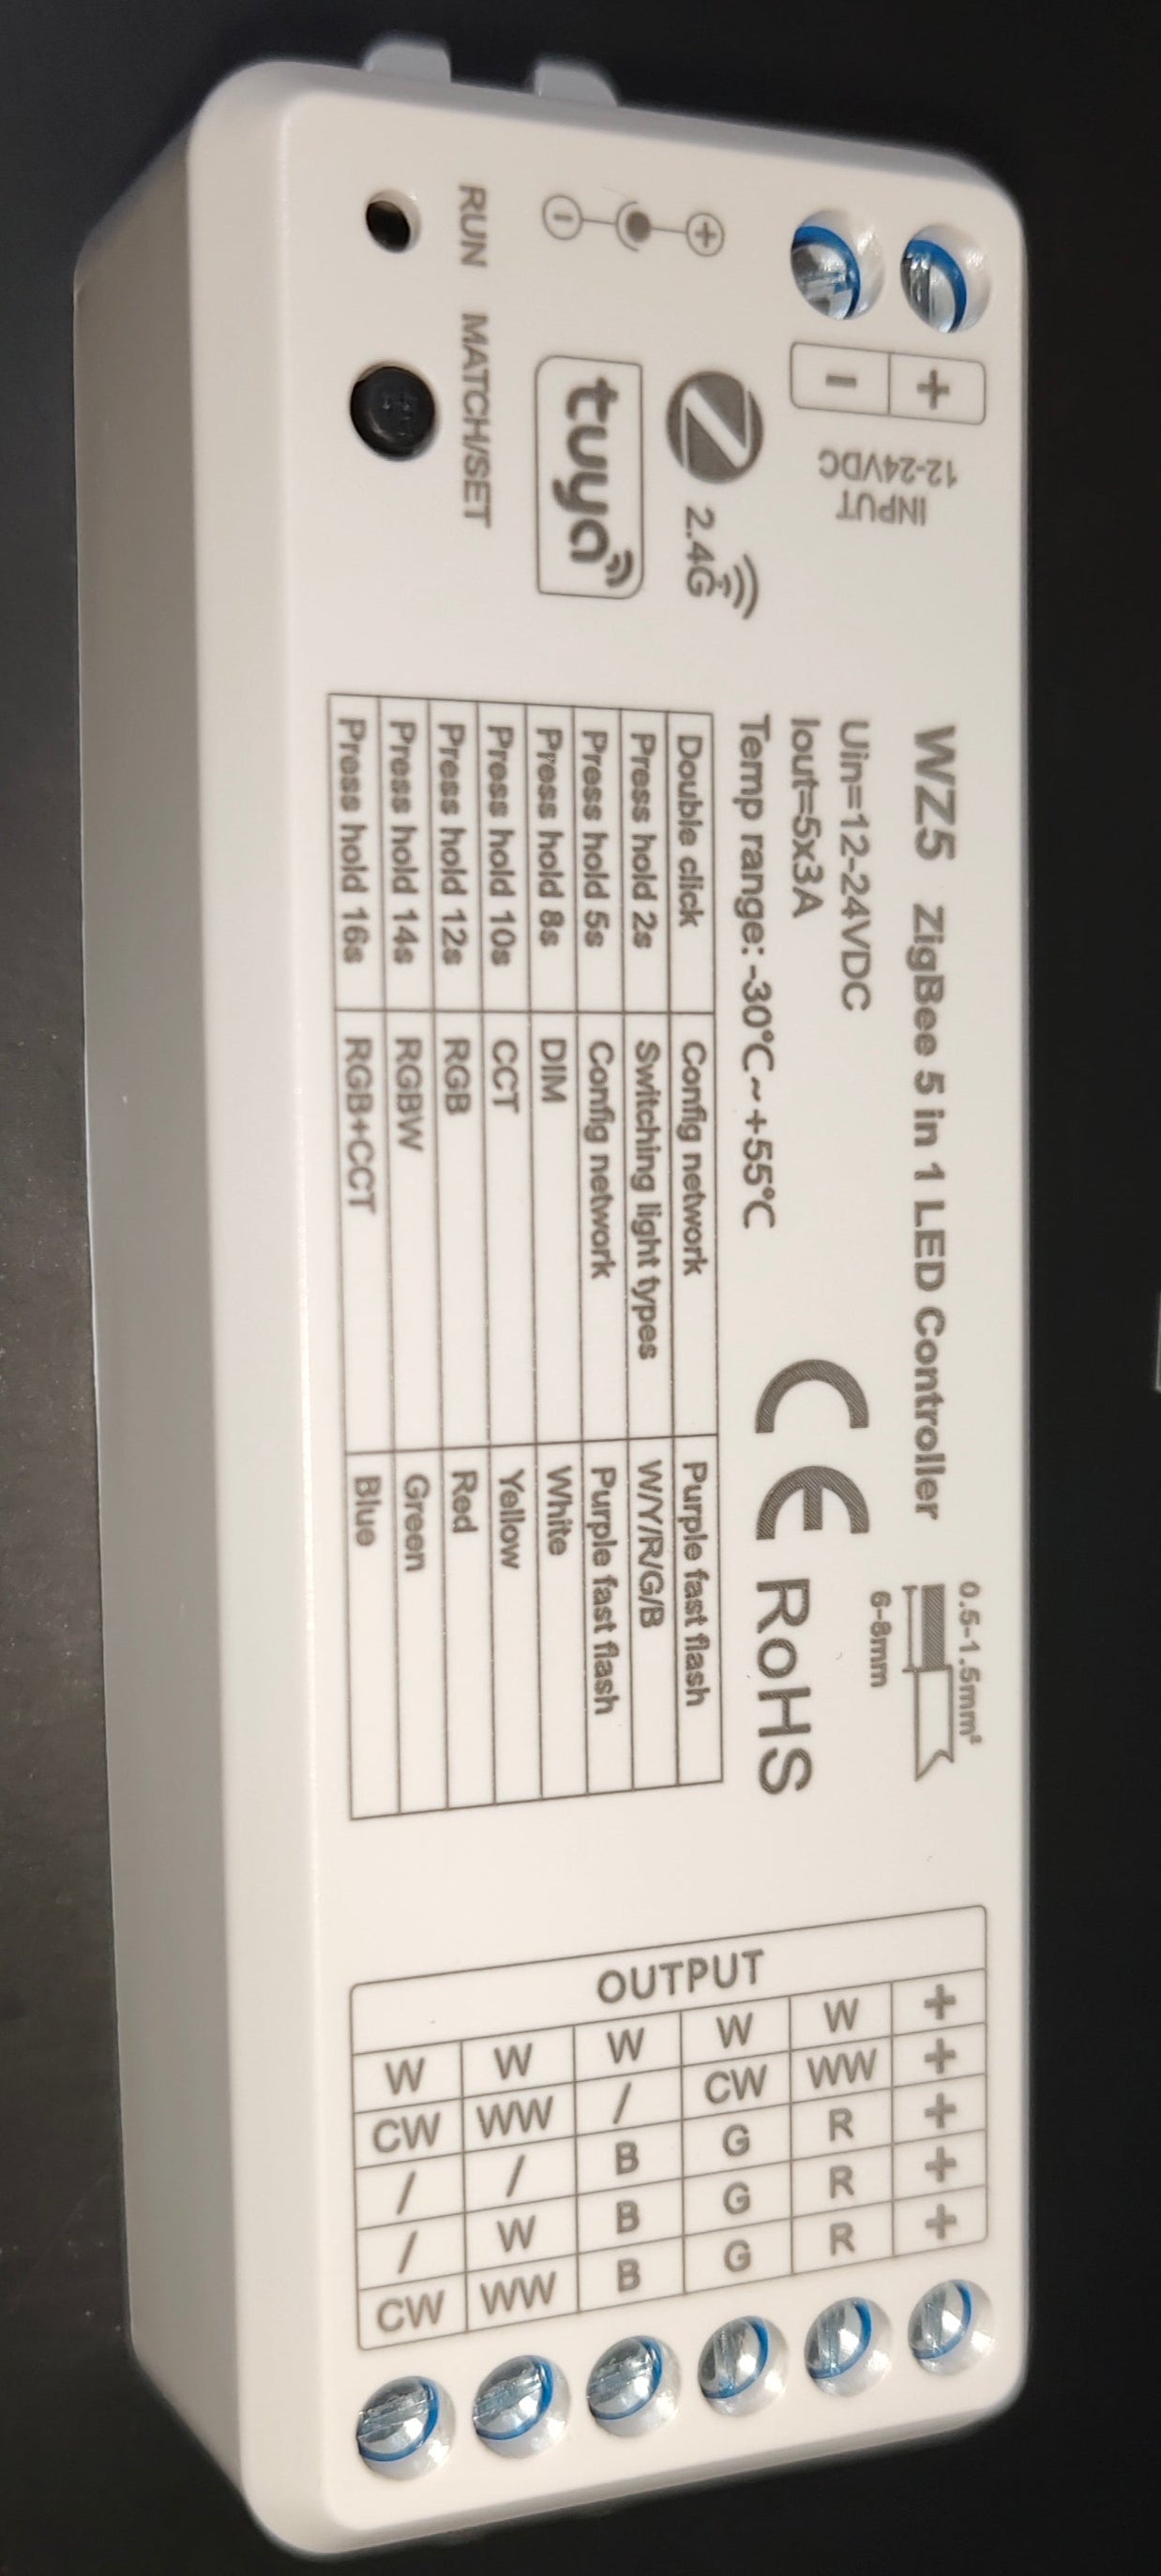 WZ5 ZigBee 5 in 1 LED Controller
Uin=12-24VDC
Iout=5x3A
Temp range: -30°C~+55°C
CE RoHS
0.5-1.5mm²
6-8mm
+
-
INPUT
12-24VDC
2.4G
tuya
+
-
RUN MATCH/SET
Double click Config network Purple fast flash
Press hold 2s Switching light types W/Y/R/G/B
Press hold 5s Config network Purple fast flash
Press hold 8s DIM White
Press hold 10s CCT Yellow
Press hold 12s RGB Red
Press hold 14s RGBW Green
Press hold 16s RGB+CCT Blue
OUTPUT
+ W W W W W
+ WW CW / WW CW
+ R G B / /
+ R G B W /
+ R G B WW CW